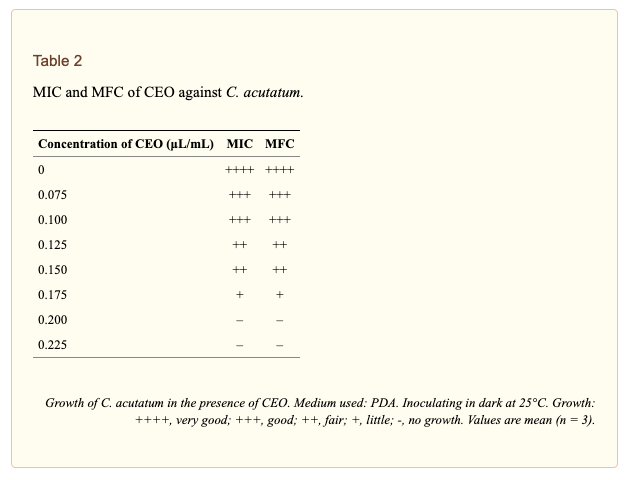 Table 2
MIC and MFC of CEO against C. acutatum.
Concentration of CEO (μL/mL) MIC MFC
0 ++++ ++++
0.075 +++ +++
0.100 +++ +++
0.125 ++ ++
0.150 ++ ++
0.175 + +
0.200 – –
0.225 – –
Growth of C. acutatum in the presence of CEO. Medium used: PDA. Inoculating in dark at 25°C. Growth:
++++, very good; +++, good; ++, fair; +, little; -, no growth. Values are mean (n = 3).